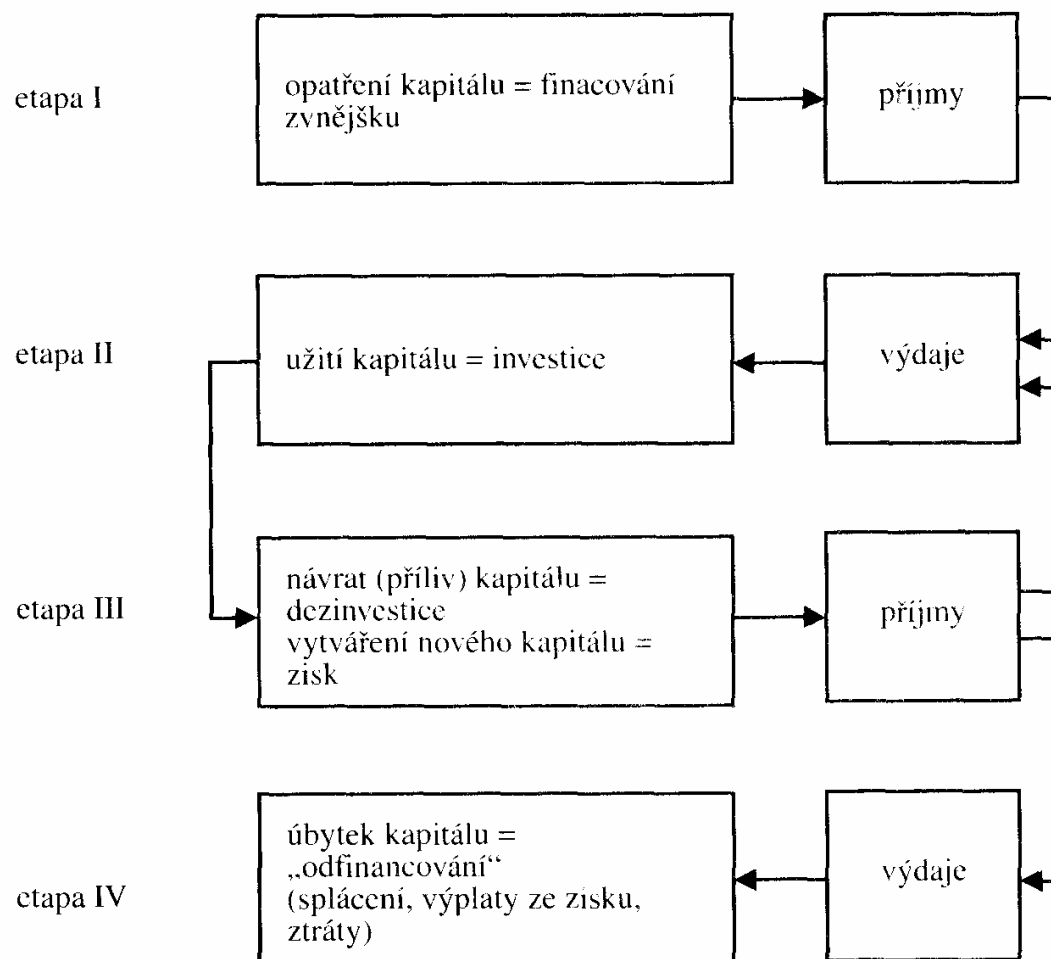 etapa I
opatření kapitálu = finacování
zvnějšku
příjmy
etapa II
užití kapitálu = investice
výdaje
etapa III
návrat (příliv) kapitálu =
dezinvestice
vytváření nového kapitálu =
zisk
příjmy
etapa IV
úbytek kapitálu =
„odfinancování“
(splácení, výplaty ze zisku,
ztráty)
výdaje